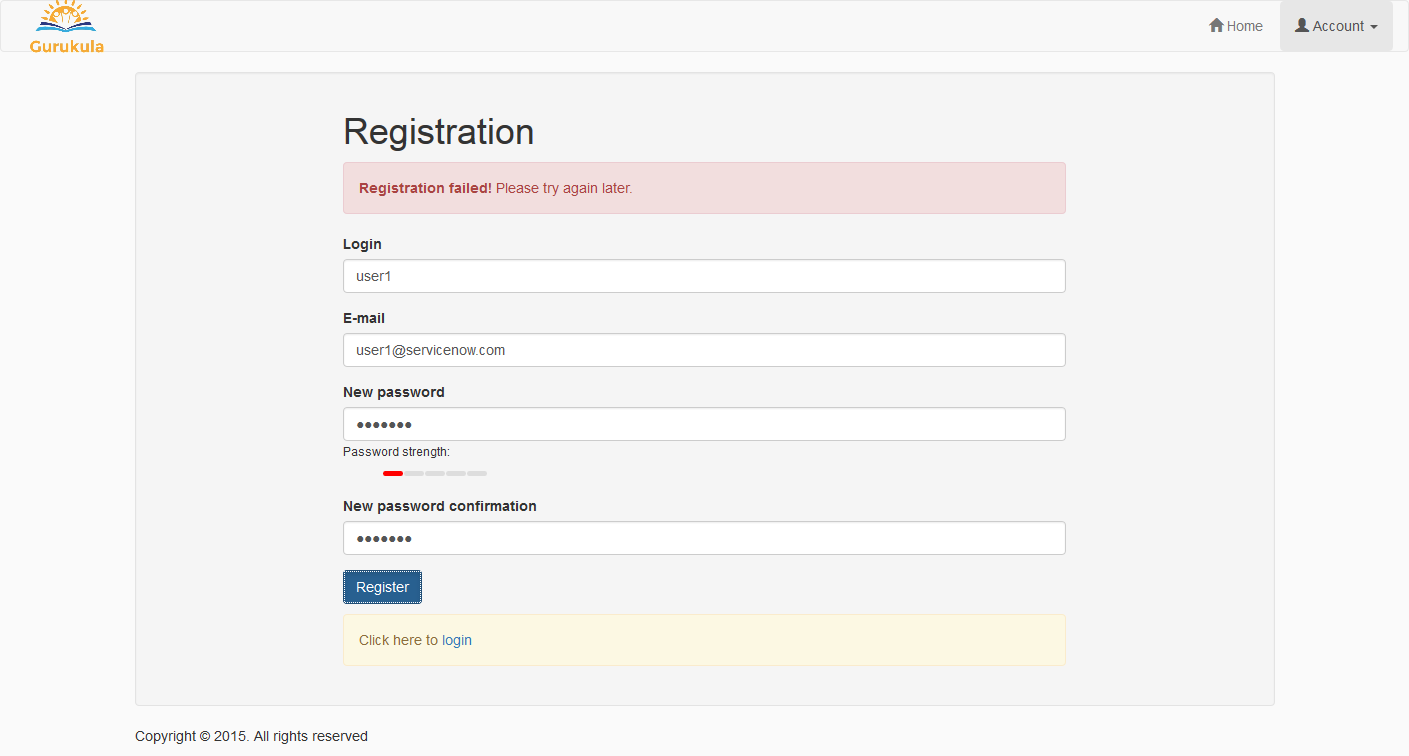 Gurukula
Home
Account
Registration
Registration failed! Please try again later.
Login
user1
E-mail
user1@servicenow.com
New password
•••••••
Password strength:
New password confirmation
•••••••
Register
Click here to login
Copyright © 2015. All rights reserved